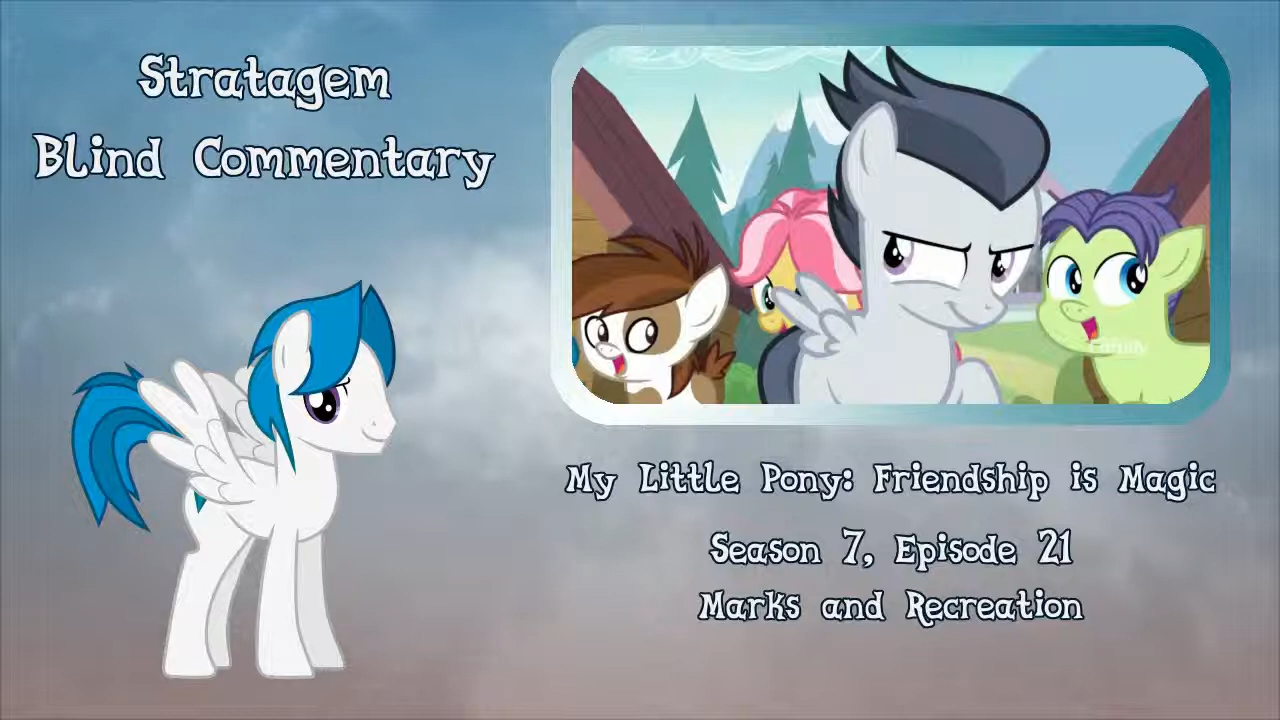 Stratagem
Blind Commentary
My Little Pony: Friendship is Magic
Season 7, Episode 21
Marks and Recreation